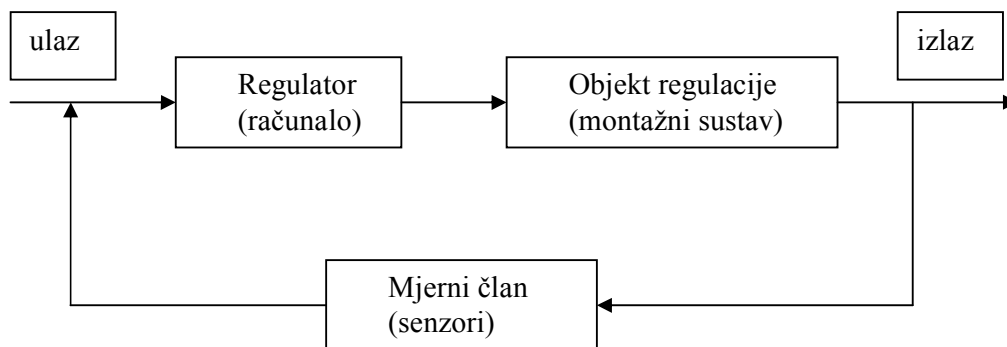 ulaz
izlaz
Regulator
(računalo)
Objekt regulacije
(montažni sustav)
Mjerni član
(senzori)